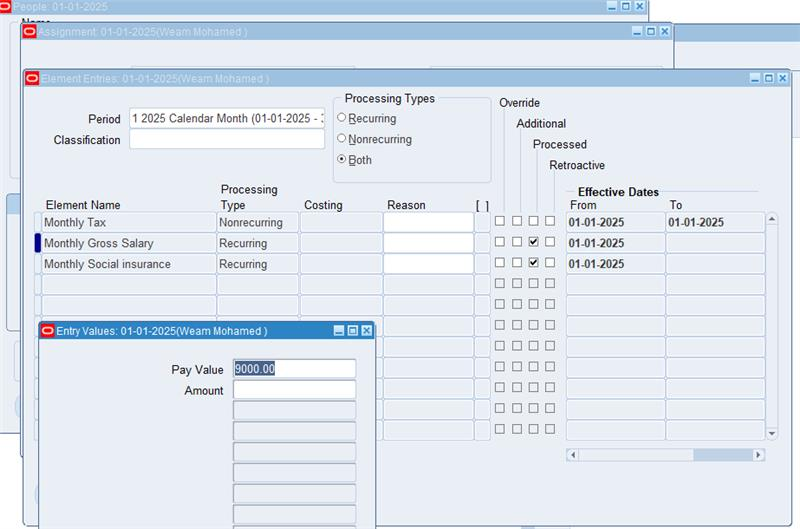 People: 01-01-2025
Name
Assignment: 01-01-2025(Weam Mohamed )
Element Entries: 01-01-2025(Weam Mohamed )
Period 1 2025 Calendar Month (01-01-2025 -
Classification
Processing Types
Recurring
Nonrecurring
Both
Override
Additional
Processed
Retroactive
Effective Dates
Element Name Processing Type Costing Reason [ ] From To
Monthly Tax Nonrecurring 01-01-2025 01-01-2025
Monthly Gross Salary Recurring 01-01-2025
Monthly Social insurance Recurring 01-01-2025
Entry Values: 01-01-2025(Weam Mohamed )
Pay Value 9000.00
Amount